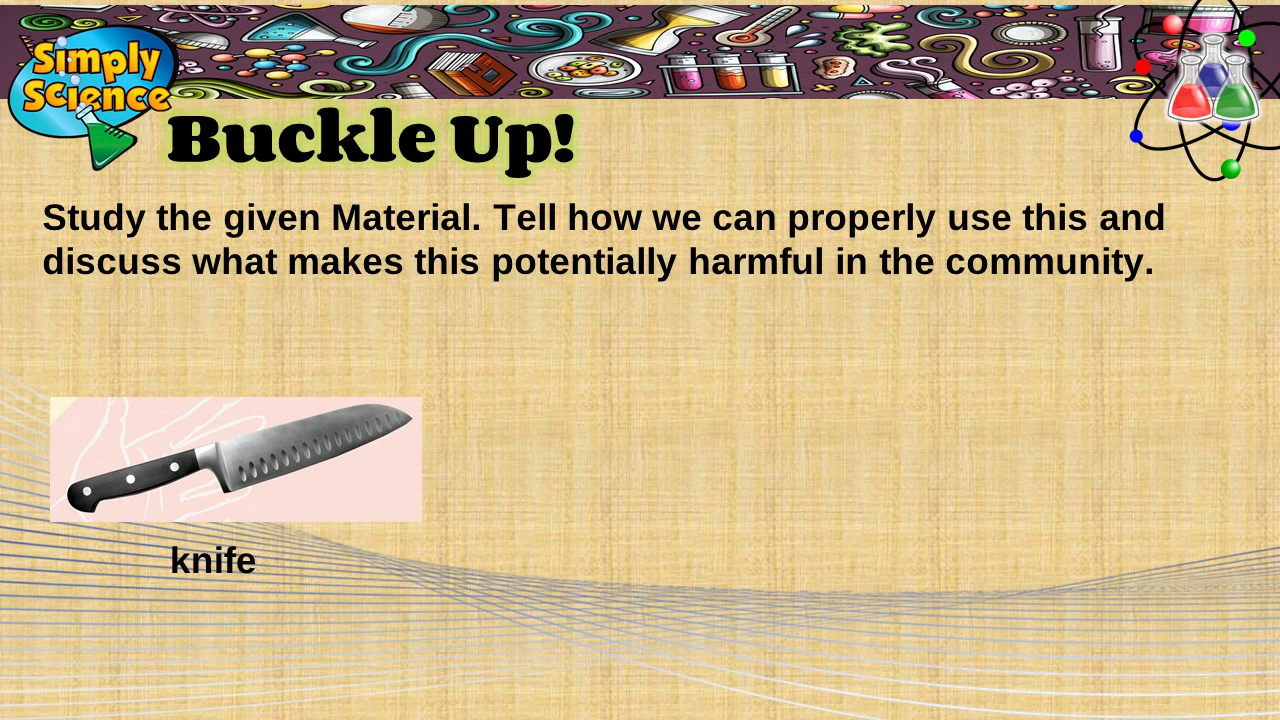 Simply
Science
Buckle Up!
Study the given Material. Tell how we can properly use this and
discuss what makes this potentially harmful in the community.
knife